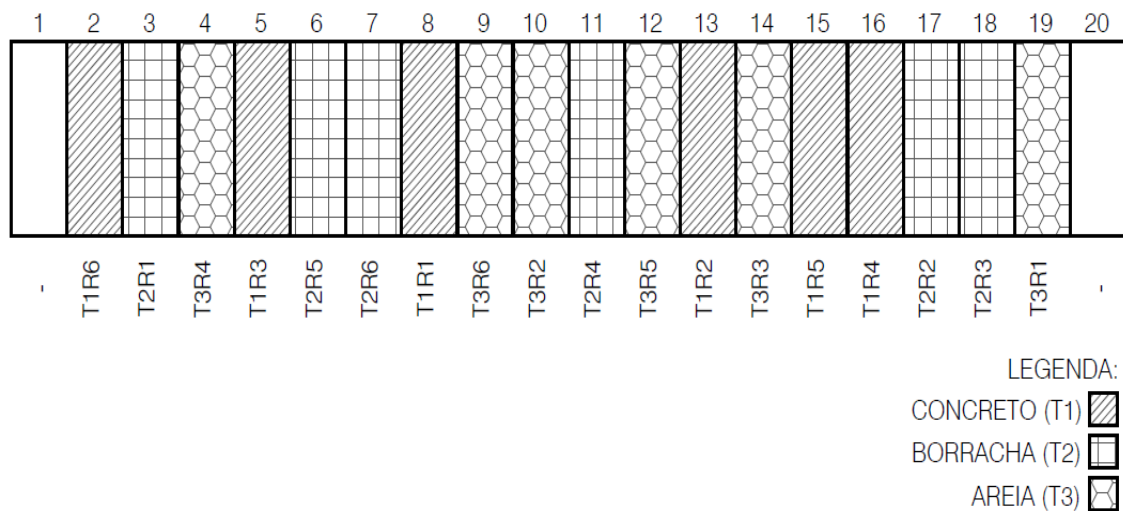 1 2 3 4 5 6 7 8 9 10 11 12 13 14 15 16 17 18 19 20
- T1R6 T2R1 T3R4 T1R3 T2R5 T2R6 T1R1 T3R6 T3R2 T2R4 T3R5 T1R2 T3R3 T1R5 T1R4 T2R2 T2R3 T3R1 -
LEGENDA:
CONCRETO (T1)
BORRACHA (T2)
AREIA (T3)